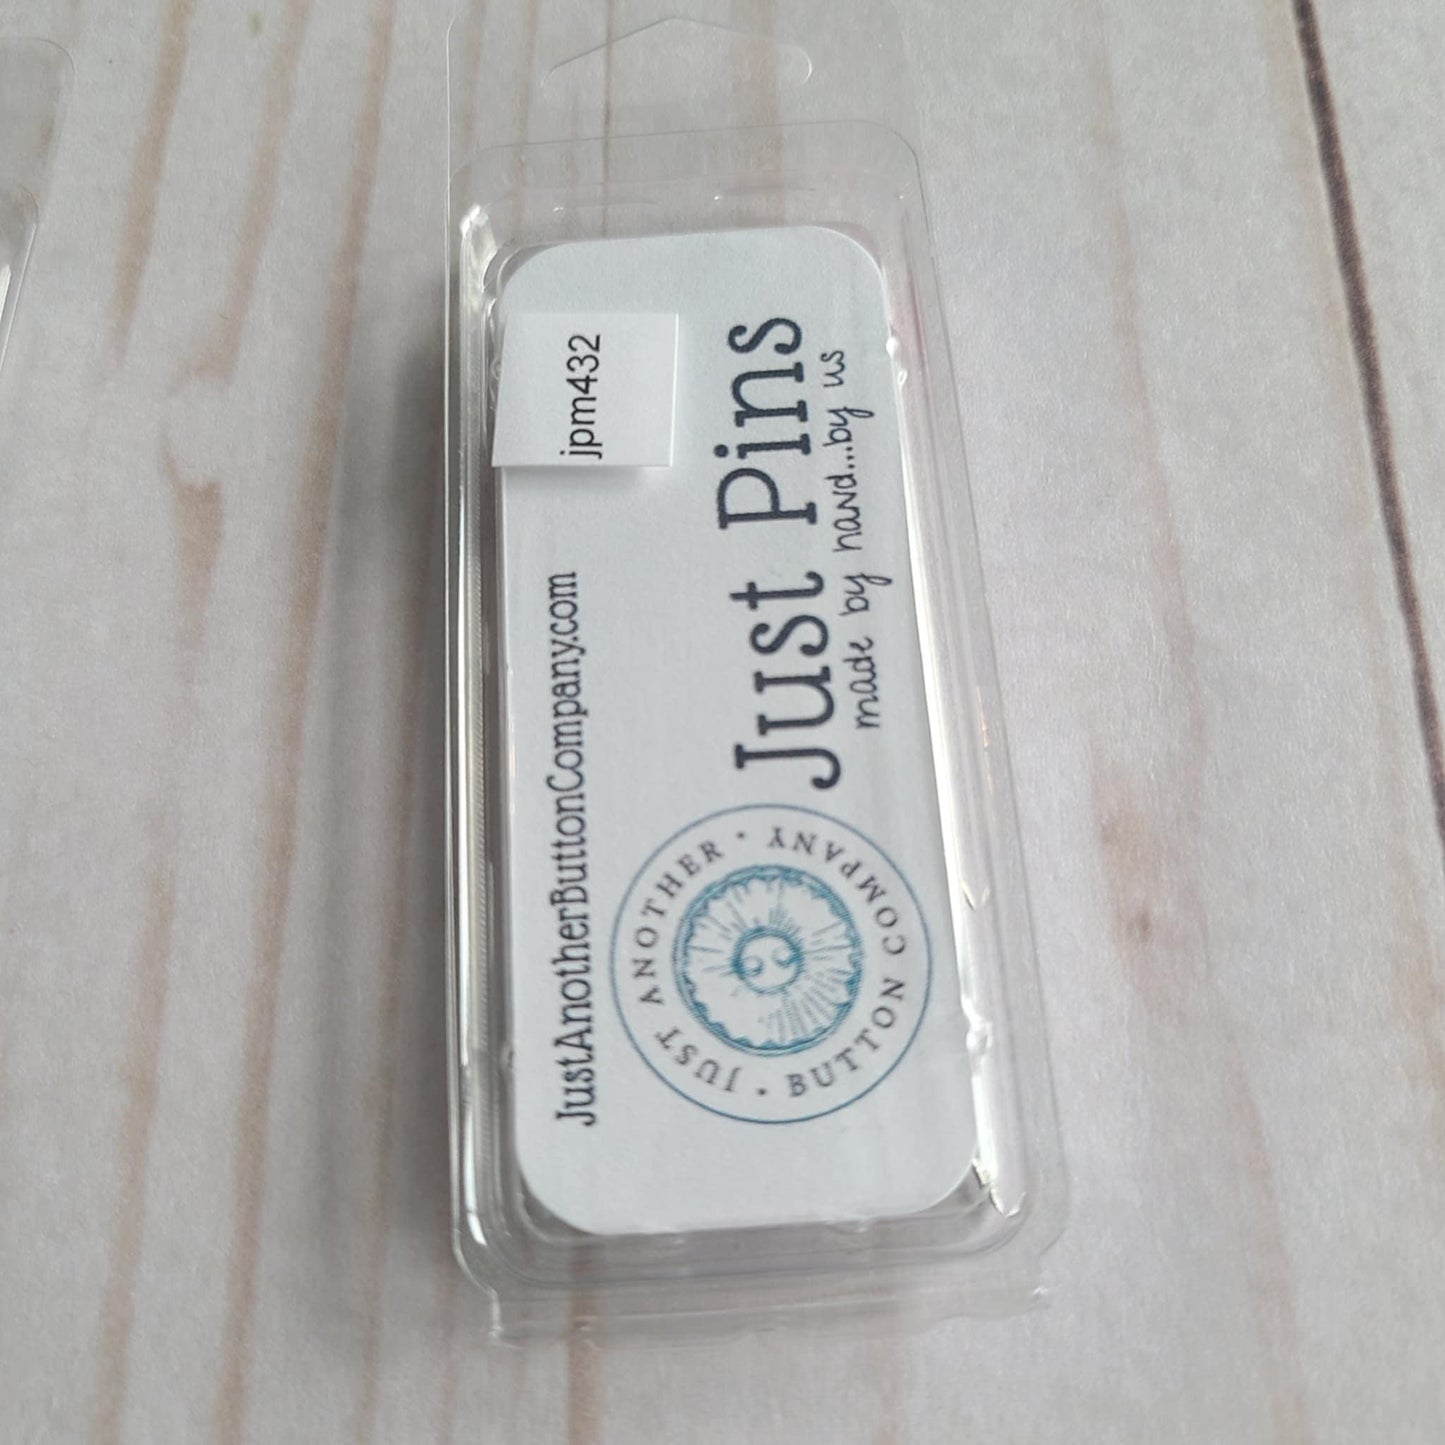 jpm432
JustAnotherButtonCompany.com
Just Pins
made by hand...by us
JUST ANOTHER • BUTTON COMPANY •